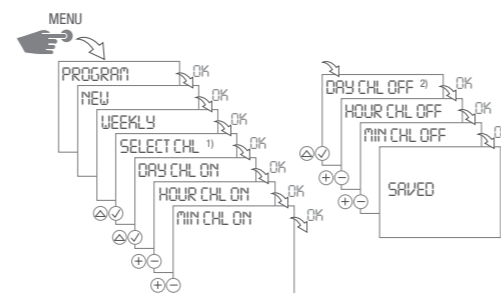 MENU
PROGRAM
OK
NEW
OK
WEEKLY
OK
SELECT CHL 1)
OK
DAY CHL ON
OK
HOUR CHL ON
OK
MIN CHL ON
OK
DAY CHL OFF 2)
OK
HOUR CHL OFF
OK
MIN CHL OFF
SAVED